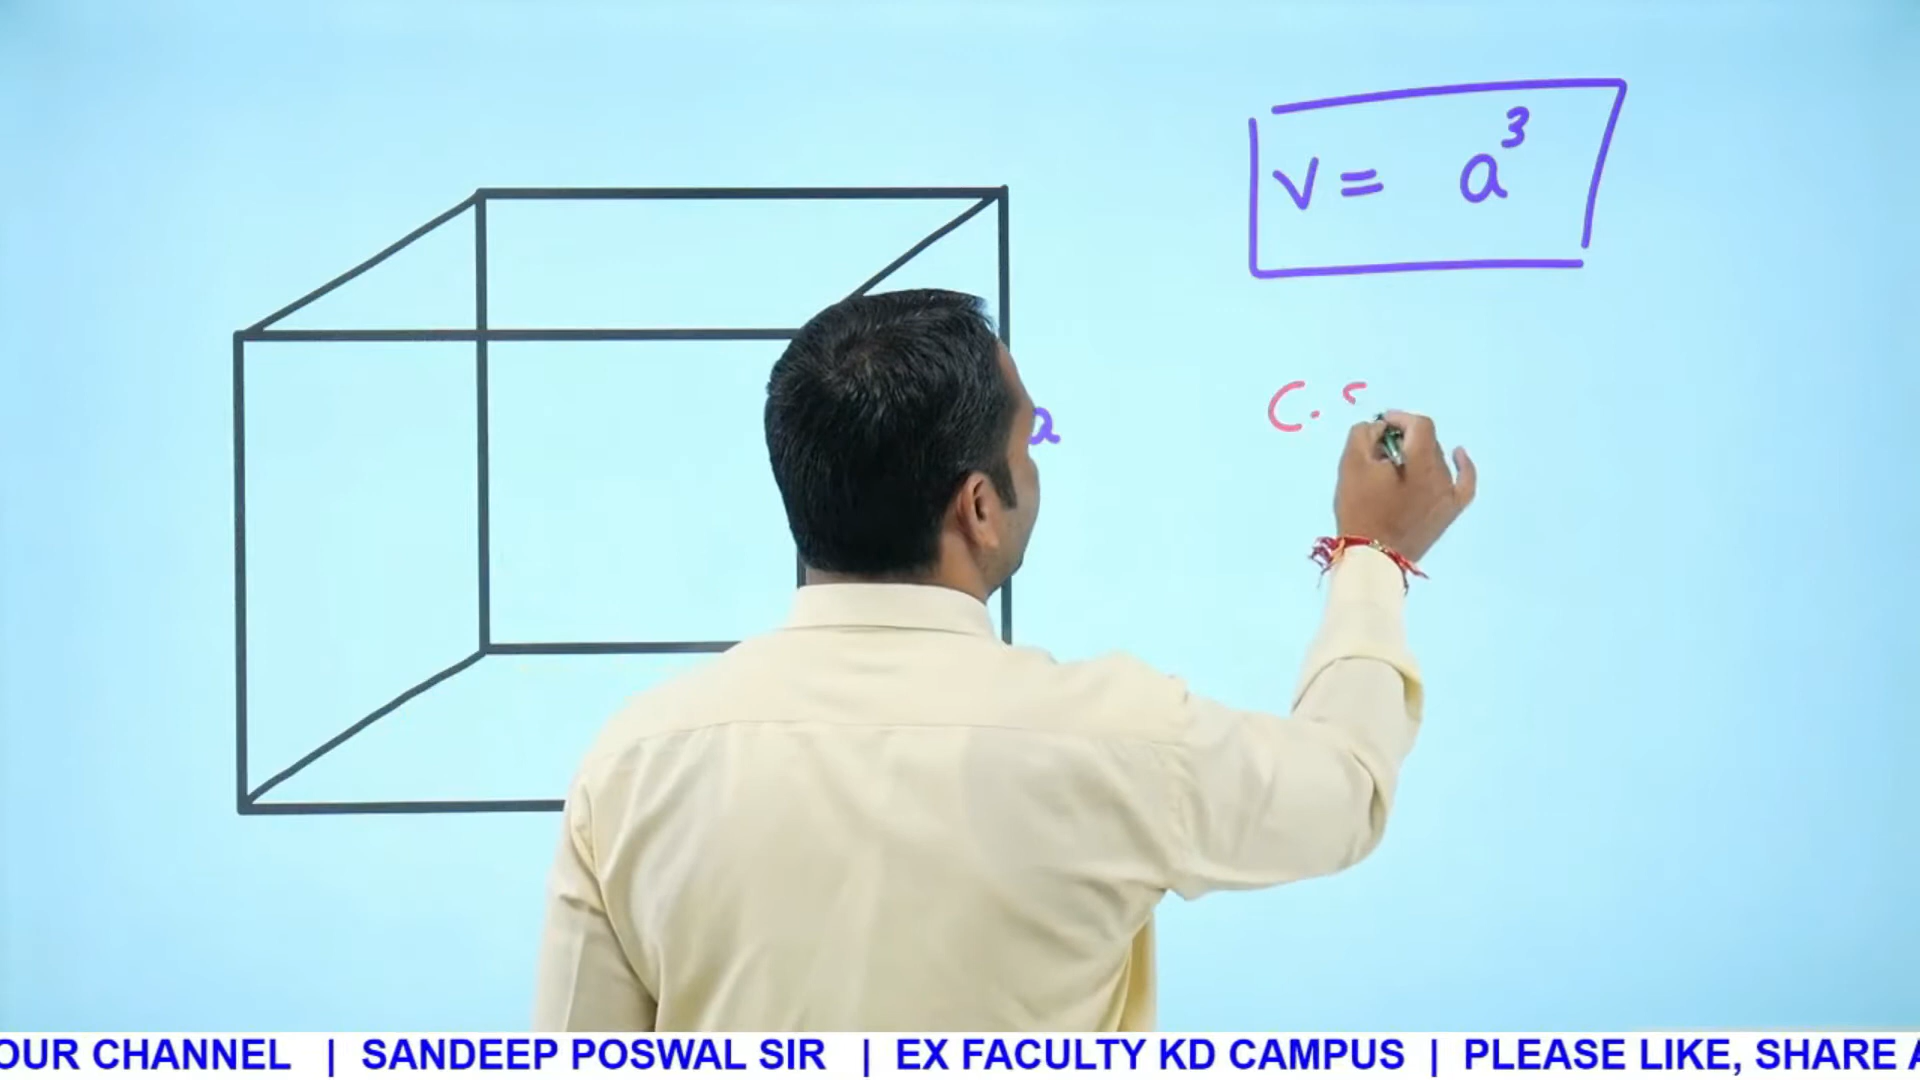 V = a³
a
C.
OUR CHANNEL | SANDEEP POSWAL SIR | EX FACULTY KD CAMPUS | PLEASE LIKE, SHARE